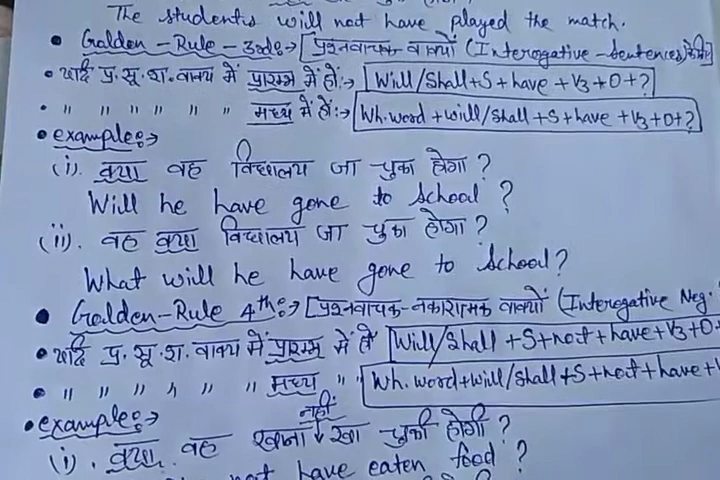 The students will not have played the match.
• Golden-Rule-3rd:→ [प्रश्नवाचक वाक्यों (Interogative-Sentences)
• यदि प्र. सू. श. वाक्य में प्रारम्भ में हों:→ Will/Shall+S+have+V3+O+?
• " " " " " " मध्य में हों:→ Wh.word+will/shall+S+have+V3+O+?
• example:→
(i). क्या वह विद्यालय जा चुका होगा?
Will he have gone to School?
(ii). वह क्या विद्यालय जा चुका होगा?
What will he have gone to School?
• Golden-Rule 4th:→ [प्रश्नवाचक-नकारात्मक वाक्यों (Interogative Neg.
• यदि प्र. सू. श. वाक्य में प्रारम्भ में हों Will/Shall+S+not+have+V3+O
• " " " " " " मध्य " " Wh. word+will/shall+S+not+have+V
• example:→
(i). क्या वह खाना नहीं खा चुकी होगी?
not have eaten food?